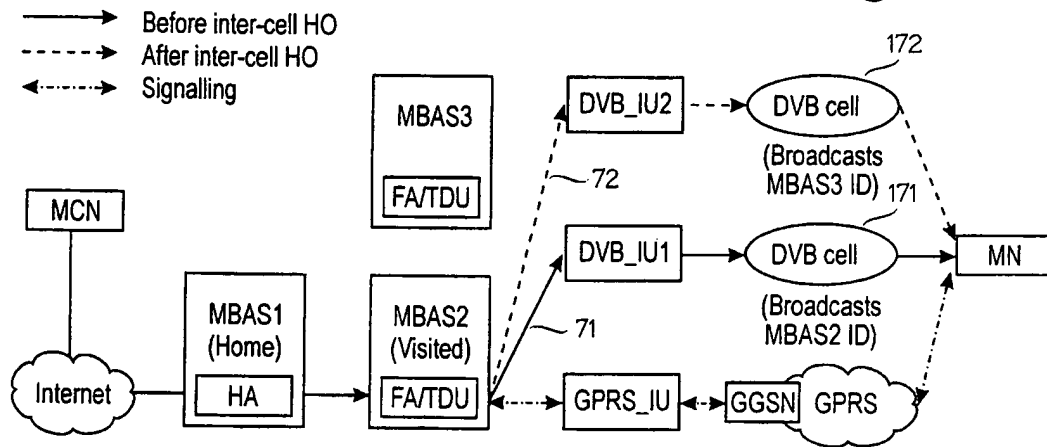 Before inter-cell HO
After inter-cell HO
Signalling
172
MBAS3
FA/TDU
DVB_IU2
DVB cell
(Broadcasts
MBAS3 ID)
72
171
MCN
DVB_IU1
DVB cell
MN
(Broadcasts
MBAS2 ID)
71
MBAS1
(Home)
HA
MBAS2
(Visited)
FA/TDU
Internet
GPRS_IU
GGSN
GPRS